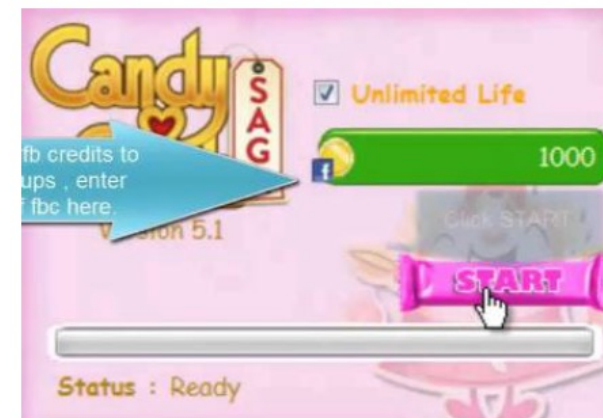 Candy
SAG
Unlimited Life
fb credits to
ups , enter
f fbc here.
f
1000
Version 5.1
Click START
START
Status : Ready